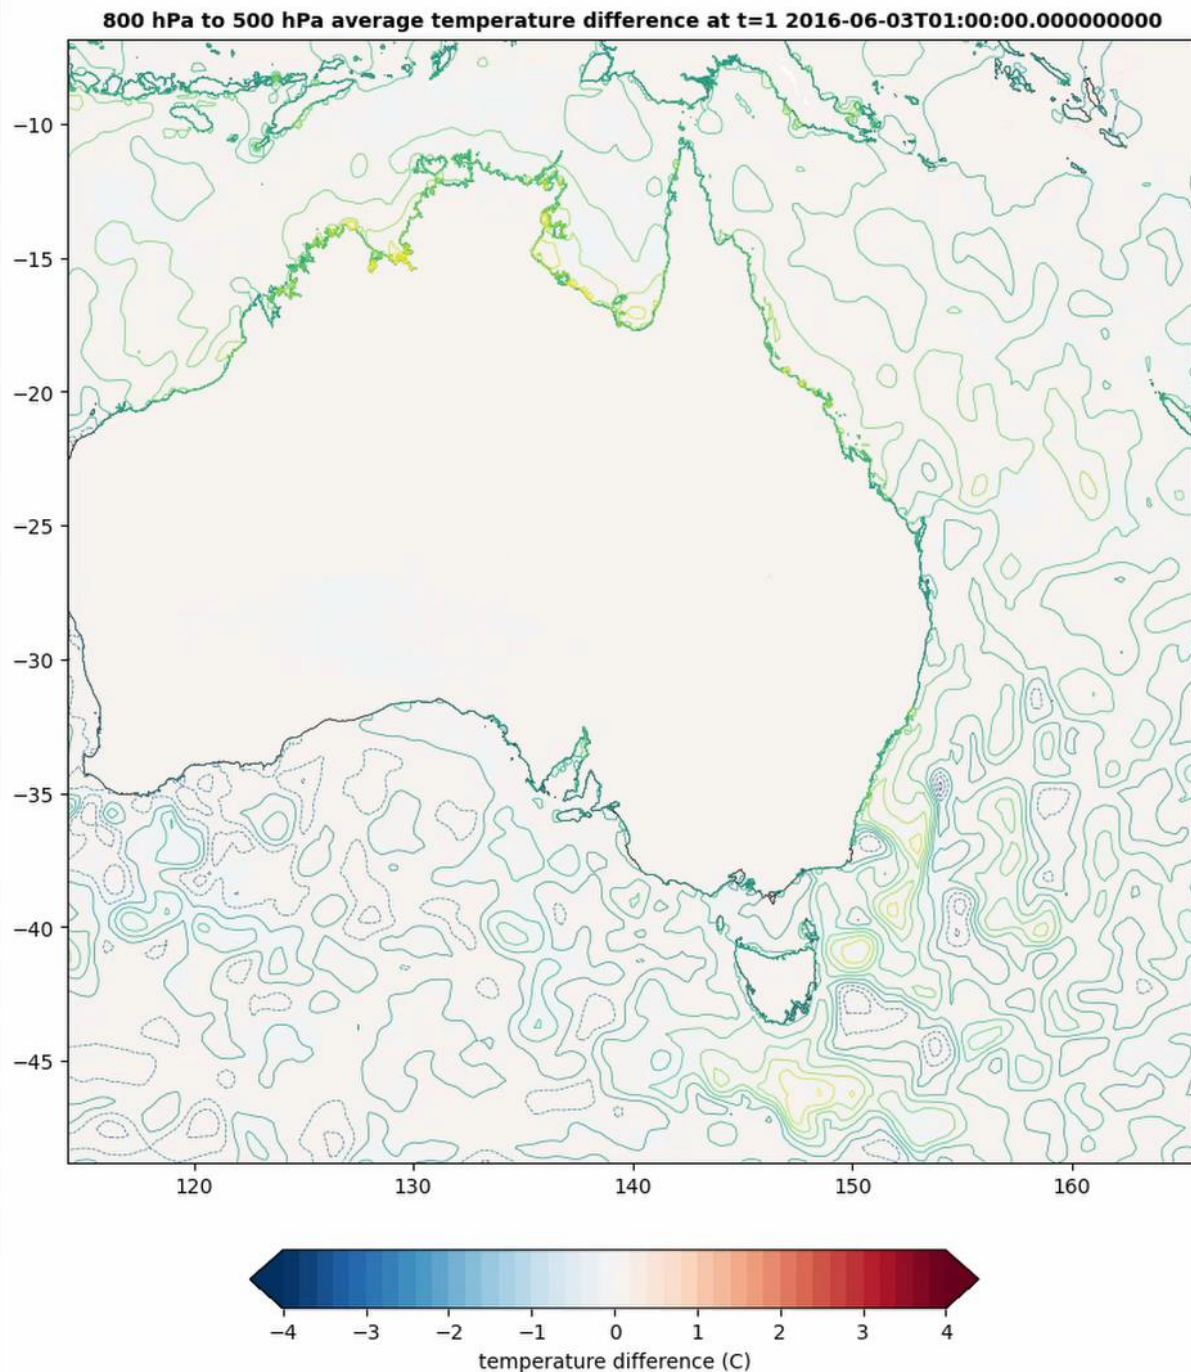 800 hPa to 500 hPa average temperature difference at t=1 2016-06-03T01:00:00.000000000
−10
−15
−20
−25
−30
−35
−40
−45
120 130 140 150 160
−4 −3 −2 −1 0 1 2 3 4
temperature difference (C)